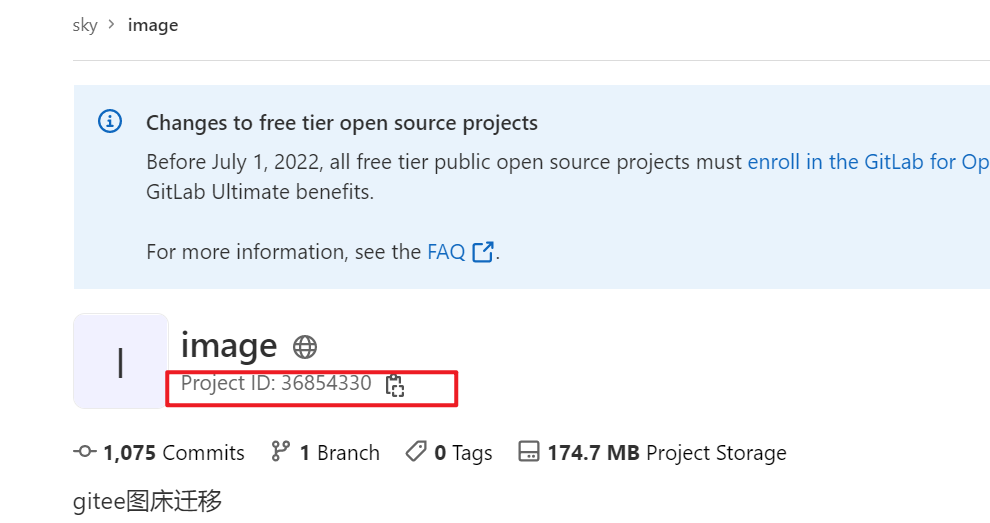 sky > image
Changes to free tier open source projects
Before July 1, 2022, all free tier public open source projects must enroll in the GitLab for Op
GitLab Ultimate benefits.
For more information, see the FAQ.
I
image
Project ID: 36854330
1,075 Commits 1 Branch 0 Tags 174.7 MB Project Storage
gitee图床迁移